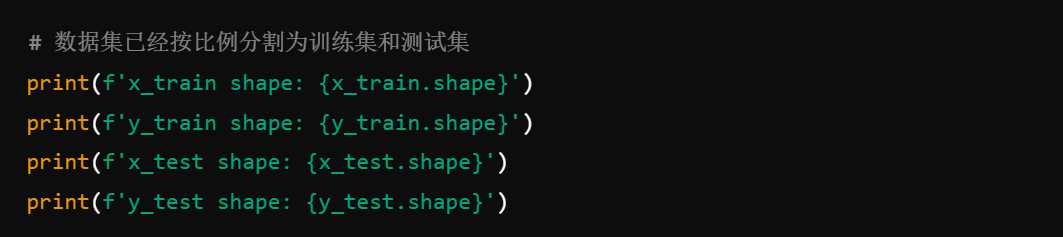 # 数据集已经按比例分割为训练集和测试集
print(f'x_train shape: {x_train.shape}')
print(f'y_train shape: {y_train.shape}')
print(f'x_test shape: {x_test.shape}')
print(f'y_test shape: {y_test.shape}')